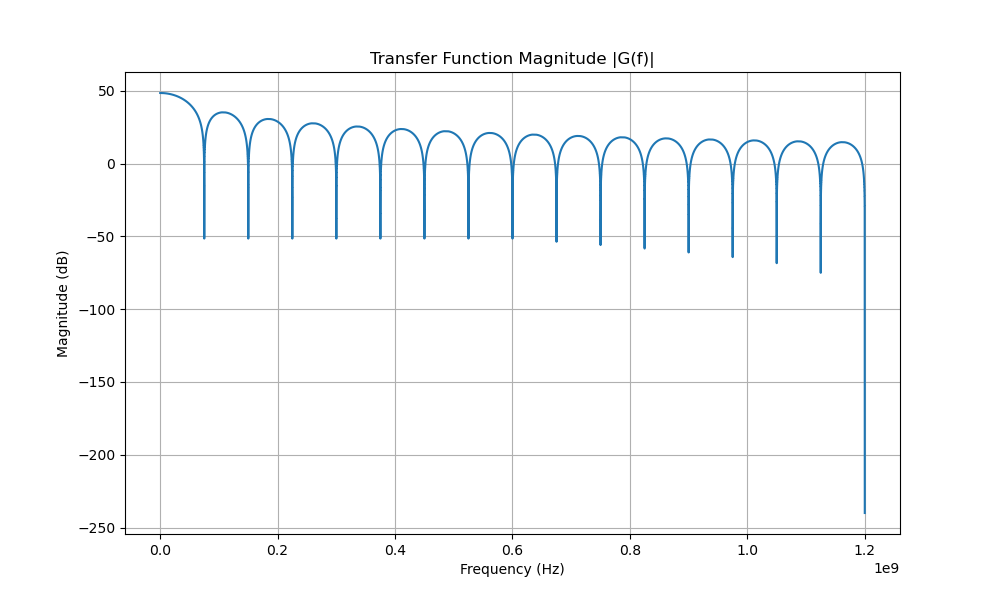 Transfer Function Magnitude |G(f)|
Magnitude (dB)
50
0
−50
−100
−150
−200
−250
0.0 0.2 0.4 0.6 0.8 1.0 1.2
1e9
Frequency (Hz)